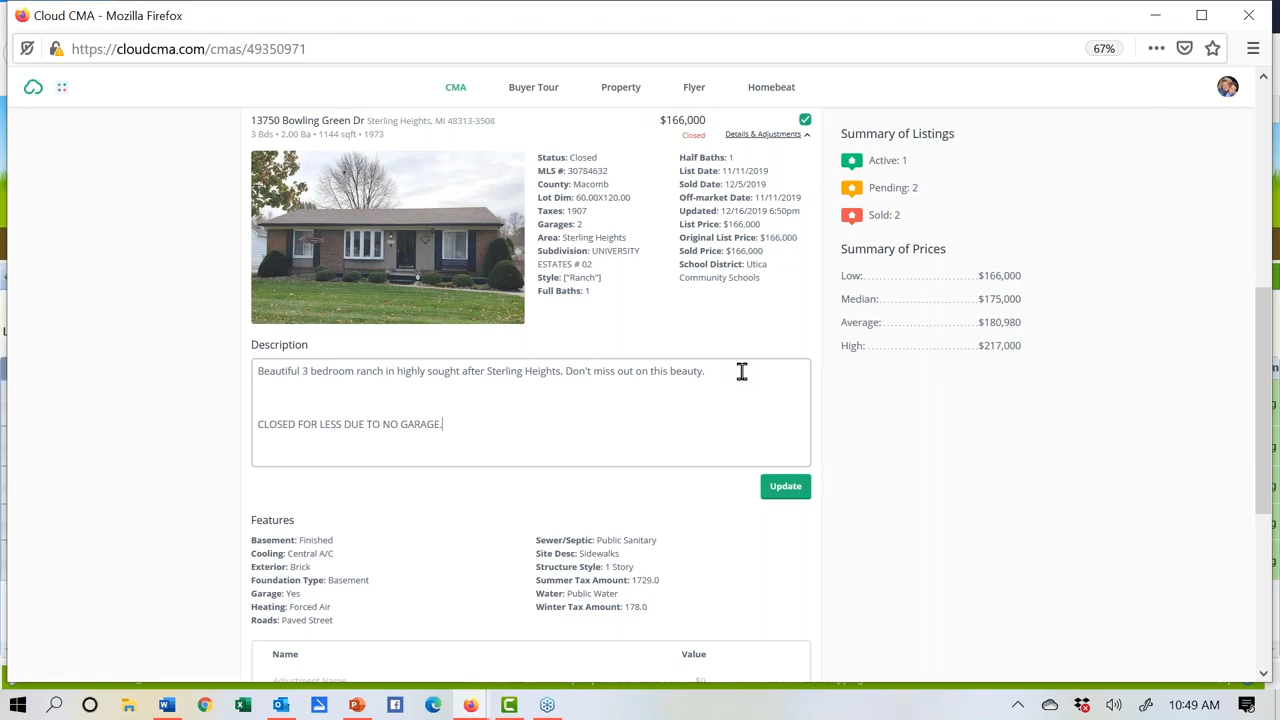 Cloud CMA - Mozilla Firefox
https://cloudcma.com/cmas/49350971
67%
CMA
Buyer Tour
Property
Flyer
Homebeat
13750 Bowling Green Dr Sterling Heights, MI 48313-3508
$166,000
3 Bds • 2.00 Ba • 1144 sqft • 1973
Closed
Details & Adjustments
Status: Closed
MLS #: 30784632
County: Macomb
Lot Dim: 60.00X120.00
Taxes: 1907
Garages: 2
Area: Sterling Heights
Subdivision: UNIVERSITY
ESTATES # 02
Style: ["Ranch"]
Full Baths: 1
Half Baths: 1
List Date: 11/11/2019
Sold Date: 12/5/2019
Off-market Date: 11/11/2019
Updated: 12/16/2019 6:50pm
List Price: $166,000
Original List Price: $166,000
Sold Price: $166,000
School District: Utica
Community Schools
Description
Beautiful 3 bedroom ranch in highly sought after Sterling Heights. Don't miss out on this beauty.
CLOSED FOR LESS DUE TO NO GARAGE.
Update
Features
Basement: Finished
Cooling: Central A/C
Exterior: Brick
Foundation Type: Basement
Garage: Yes
Heating: Forced Air
Roads: Paved Street
Sewer/Septic: Public Sanitary
Site Desc: Sidewalks
Structure Style: 1 Story
Summer Tax Amount: 1729.0
Water: Public Water
Winter Tax Amount: 178.0
Name
Value
Adjustment Name
$0
Summary of Listings
Active: 1
Pending: 2
Sold: 2
Summary of Prices
Low: $166,000
Median: $175,000
Average: $180,980
High: $217,000
10:49 AM